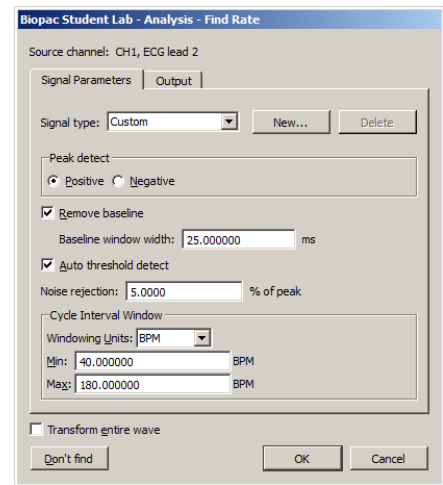 Biopac Student Lab - Analysis - Find Rate
Source channel: CH1, ECG lead 2
Signal Parameters Output
Signal type: Custom New... Delete
Peak detect
Positive Negative
Remove baseline
Baseline window width: 25.000000 ms
Auto threshold detect
Noise rejection: 5.0000 % of peak
Cycle Interval Window
Windowing Units: BPM
Min: 40.000000 BPM
Max: 180.000000 BPM
Transform entire wave
Don't find OK Cancel